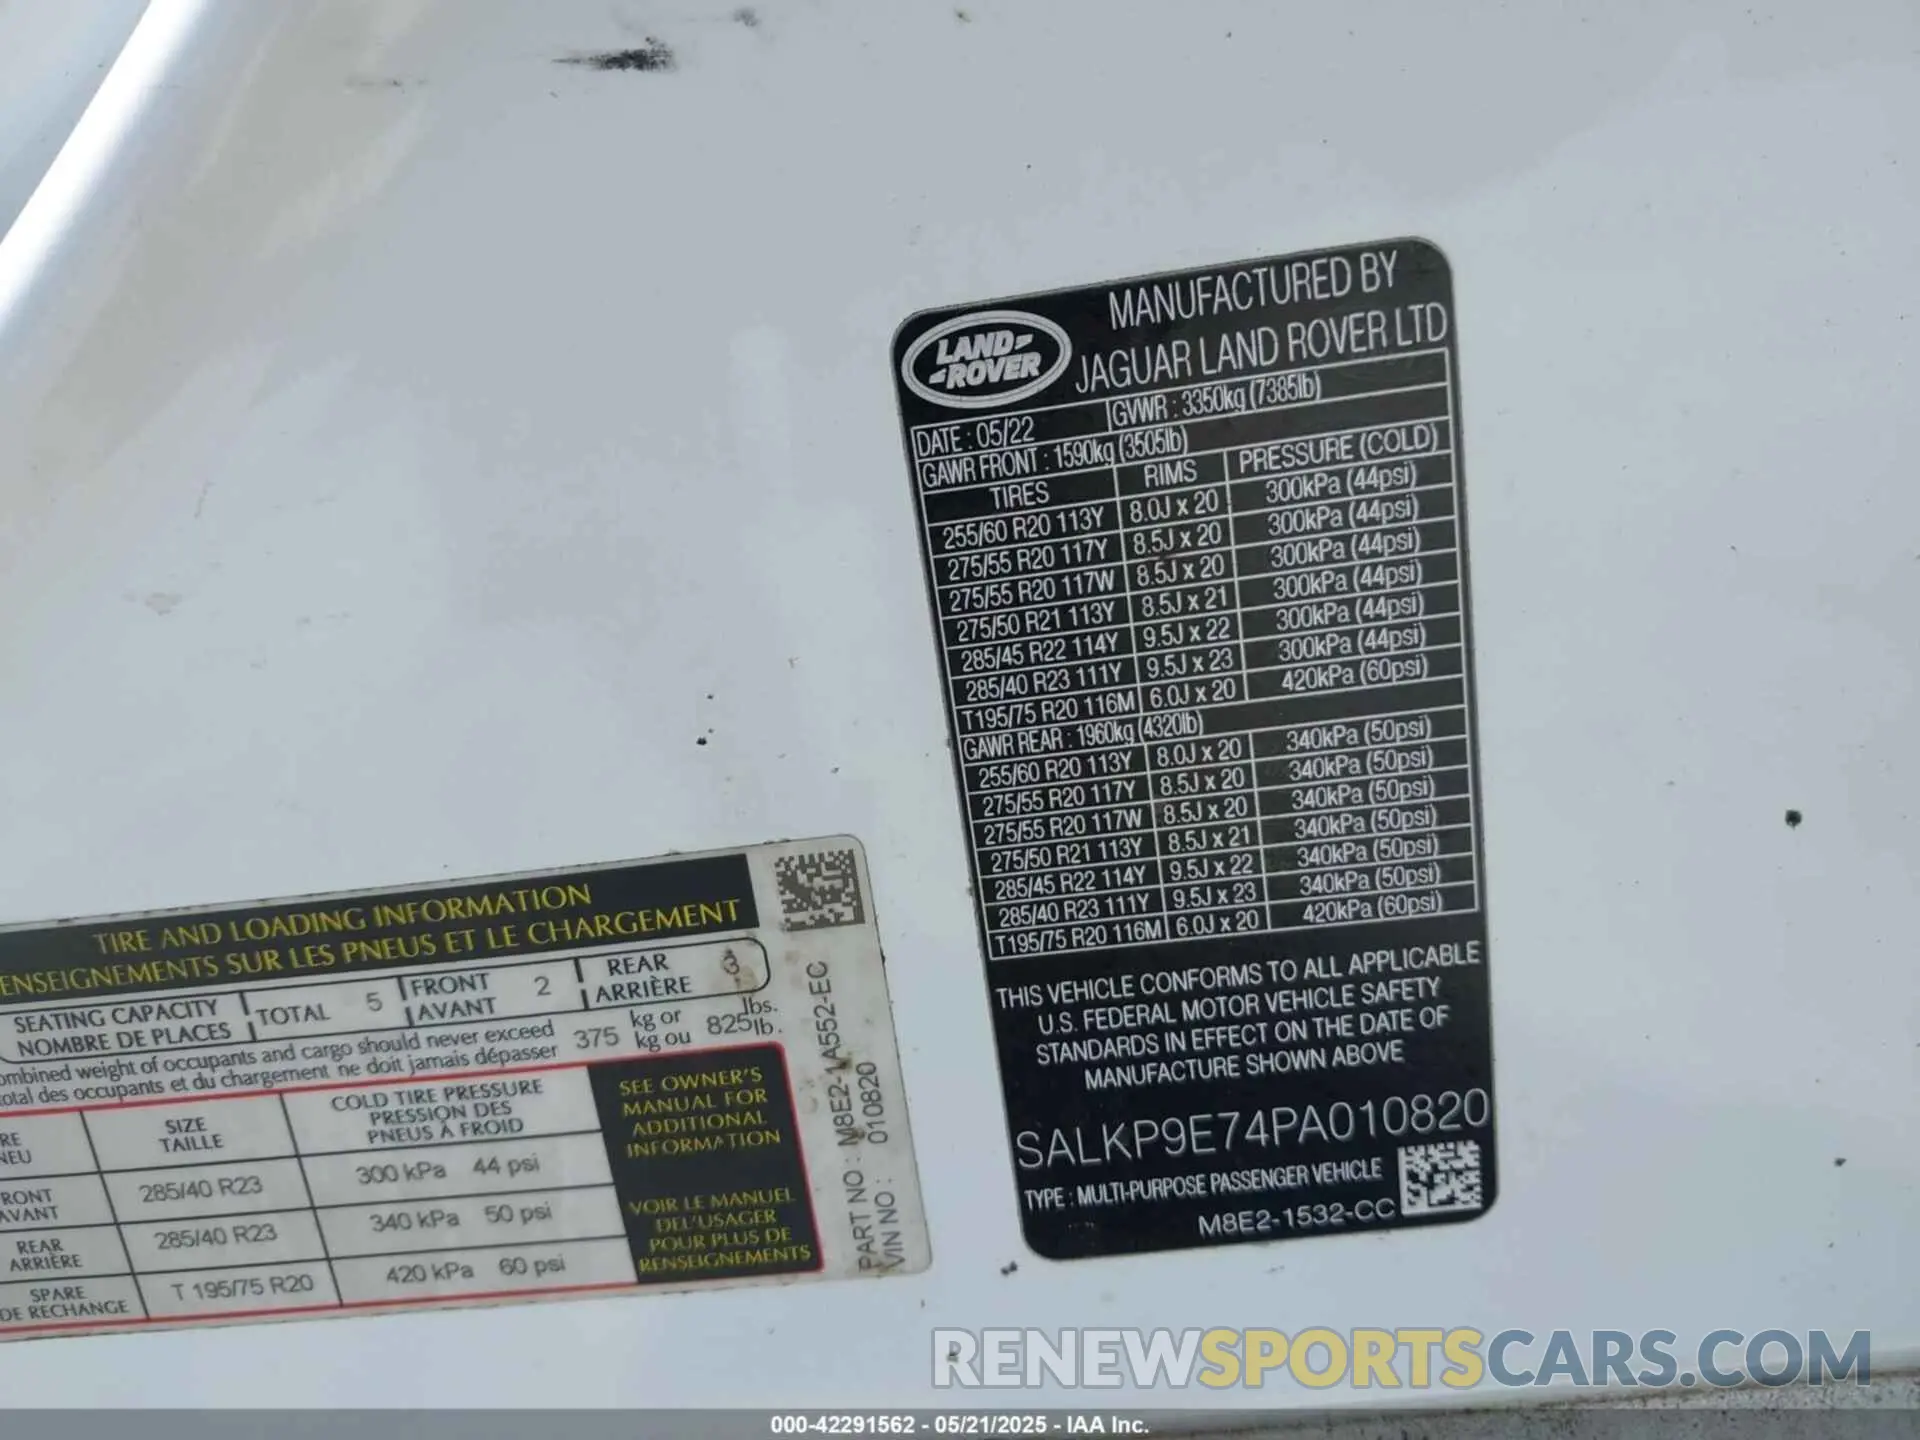 LAND-
-ROVER
MANUFACTURED BY
JAGUAR LAND ROVER LTD
DATE : 05/22
GVWR : 3350kg (7385lb)
GAWR FRONT : 1590kg (3505lb)
TIRES RIMS PRESSURE (COLD)
255/60 R20 113Y 8.0J x 20 300kPa (44psi)
275/55 R20 117Y 8.5J x 20 300kPa (44psi)
275/55 R20 117W 8.5J x 20 300kPa (44psi)
275/50 R21 113Y 8.5J x 21 300kPa (44psi)
285/45 R22 114Y 9.5J x 22 300kPa (44psi)
285/40 R23 111Y 9.5J x 23 300kPa (44psi)
T195/75 R20 116M 6.0J x 20 420kPa (60psi)
GAWR REAR : 1960kg (4320lb)
255/60 R20 113Y 8.0J x 20 340kPa (50psi)
275/55 R20 117Y 8.5J x 20 340kPa (50psi)
275/55 R20 117W 8.5J x 20 340kPa (50psi)
275/50 R21 113Y 8.5J x 21 340kPa (50psi)
285/45 R22 114Y 9.5J x 22 340kPa (50psi)
285/40 R23 111Y 9.5J x 23 340kPa (50psi)
T195/75 R20 116M 6.0J x 20 420kPa (60psi)
THIS VEHICLE CONFORMS TO ALL APPLICABLE
U.S. FEDERAL MOTOR VEHICLE SAFETY
STANDARDS IN EFFECT ON THE DATE OF
MANUFACTURE SHOWN ABOVE
SALKP9E74PA010820
TYPE : MULTI-PURPOSE PASSENGER VEHICLE
M8E2-1532-CC
TIRE AND LOADING INFORMATION
ENSEIGNEMENTS SUR LES PNEUS ET LE CHARGEMENT
SEATING CAPACITY
NOMBRE DE PLACES
TOTAL 5
FRONT
AVANT
2
REAR
ARRIÈRE
3
ombined weight of occupants and cargo should never exceed
total des occupants et du chargement ne doit jamais dépasser
375 kg or
kg ou
825 lbs.
lb.
RE
NEU
SIZE
TAILLE
COLD TIRE PRESSURE
PRESSION DES
PNEUS À FROID
RONT
AVANT
285/40 R23 300 kPa 44 psi
REAR
ARRIÈRE
285/40 R23 340 kPa 50 psi
SPARE
DE RECHANGE
T 195/75 R20 420 kPa 60 psi
SEE OWNER'S
MANUAL FOR
ADDITIONAL
INFORMATION
VOIR LE MANUEL
DEL'USAGER
POUR PLUS DE
RENSEIGNEMENTS
PART NO : M8E2-1A552-EC
VIN NO : 010820
RENEWSPORTSCARS.COM
000-42291562 - 05/21/2025 - IAA Inc.